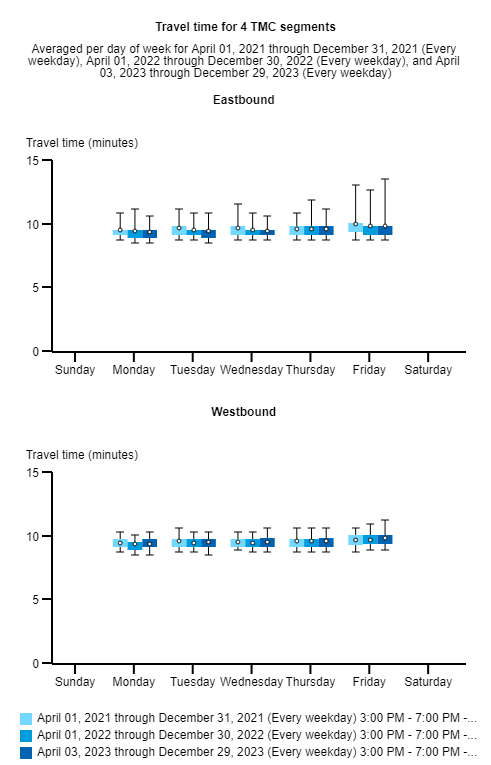 Travel time for 4 TMC segments
Averaged per day of week for April 01, 2021 through December 31, 2021 (Every
weekday), April 01, 2022 through December 30, 2022 (Every weekday), and April
03, 2023 through December 29, 2023 (Every weekday)
Eastbound
Travel time (minutes)
15
10
5
0
Sunday Monday Tuesday Wednesday Thursday Friday Saturday
Westbound
Travel time (minutes)
15
10
5
0
Sunday Monday Tuesday Wednesday Thursday Friday Saturday
April 01, 2021 through December 31, 2021 (Every weekday) 3:00 PM - 7:00 PM -...
April 01, 2022 through December 30, 2022 (Every weekday) 3:00 PM - 7:00 PM -...
April 03, 2023 through December 29, 2023 (Every weekday) 3:00 PM - 7:00 PM -...